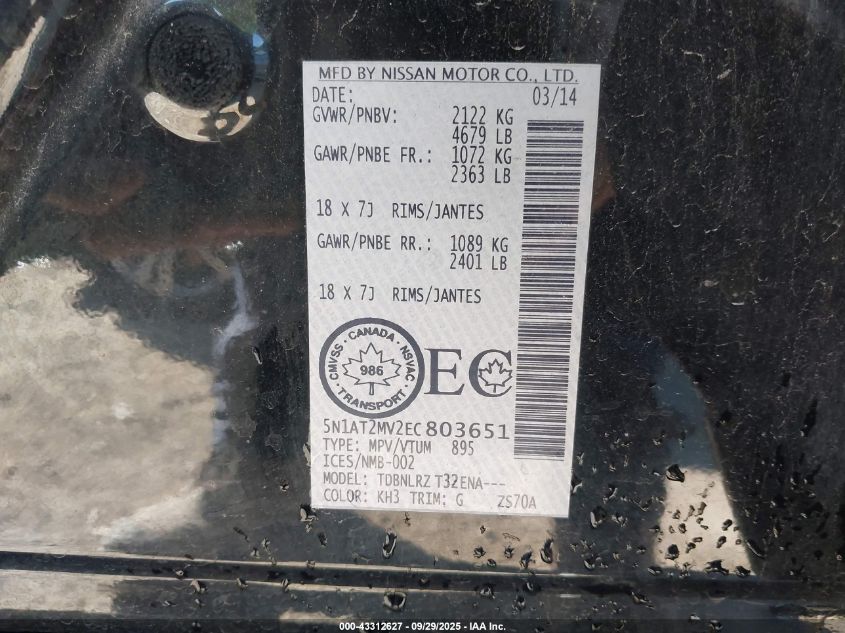 MFD BY NISSAN MOTOR CO., LTD.
DATE: 03/14
GVWR/PNBV: 2122 KG
4679 LB
GAWR/PNBE FR.: 1072 KG
2363 LB
18 X 7J RIMS/JANTES
GAWR/PNBE RR.: 1089 KG
2401 LB
18 X 7J RIMS/JANTES
CMVSS · CANADA · NSVAC · TRANSPORT ·
986
EC
5N1AT2MV2EC803651
TYPE: MPV/VTUM 895
ICES/NMB-002
MODEL: TDBNLRZ T32ENA---
COLOR: KH3 TRIM: G ZS70A
000-43312627 - 09/29/2025 - IAA Inc.